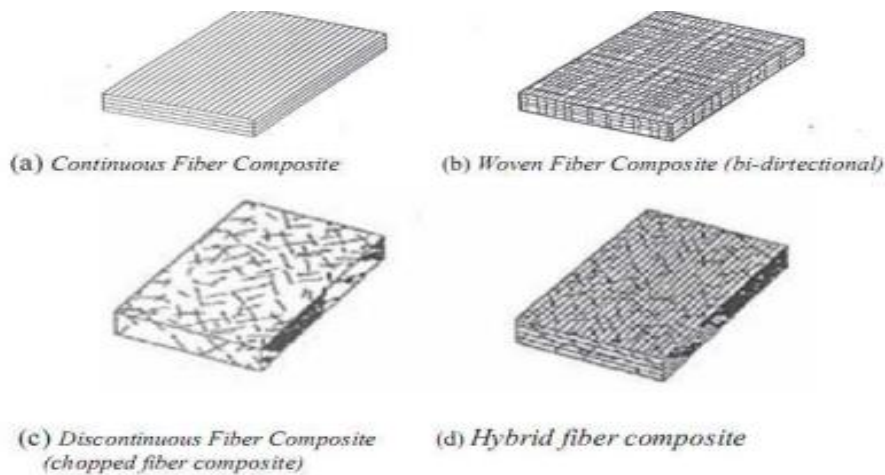 (a) Continuous Fiber Composite
(b) Woven Fiber Composite (bi-dirtectional)
(c) Discontinuous Fiber Composite
(chopped fiber composite)
(d) Hybrid fiber composite